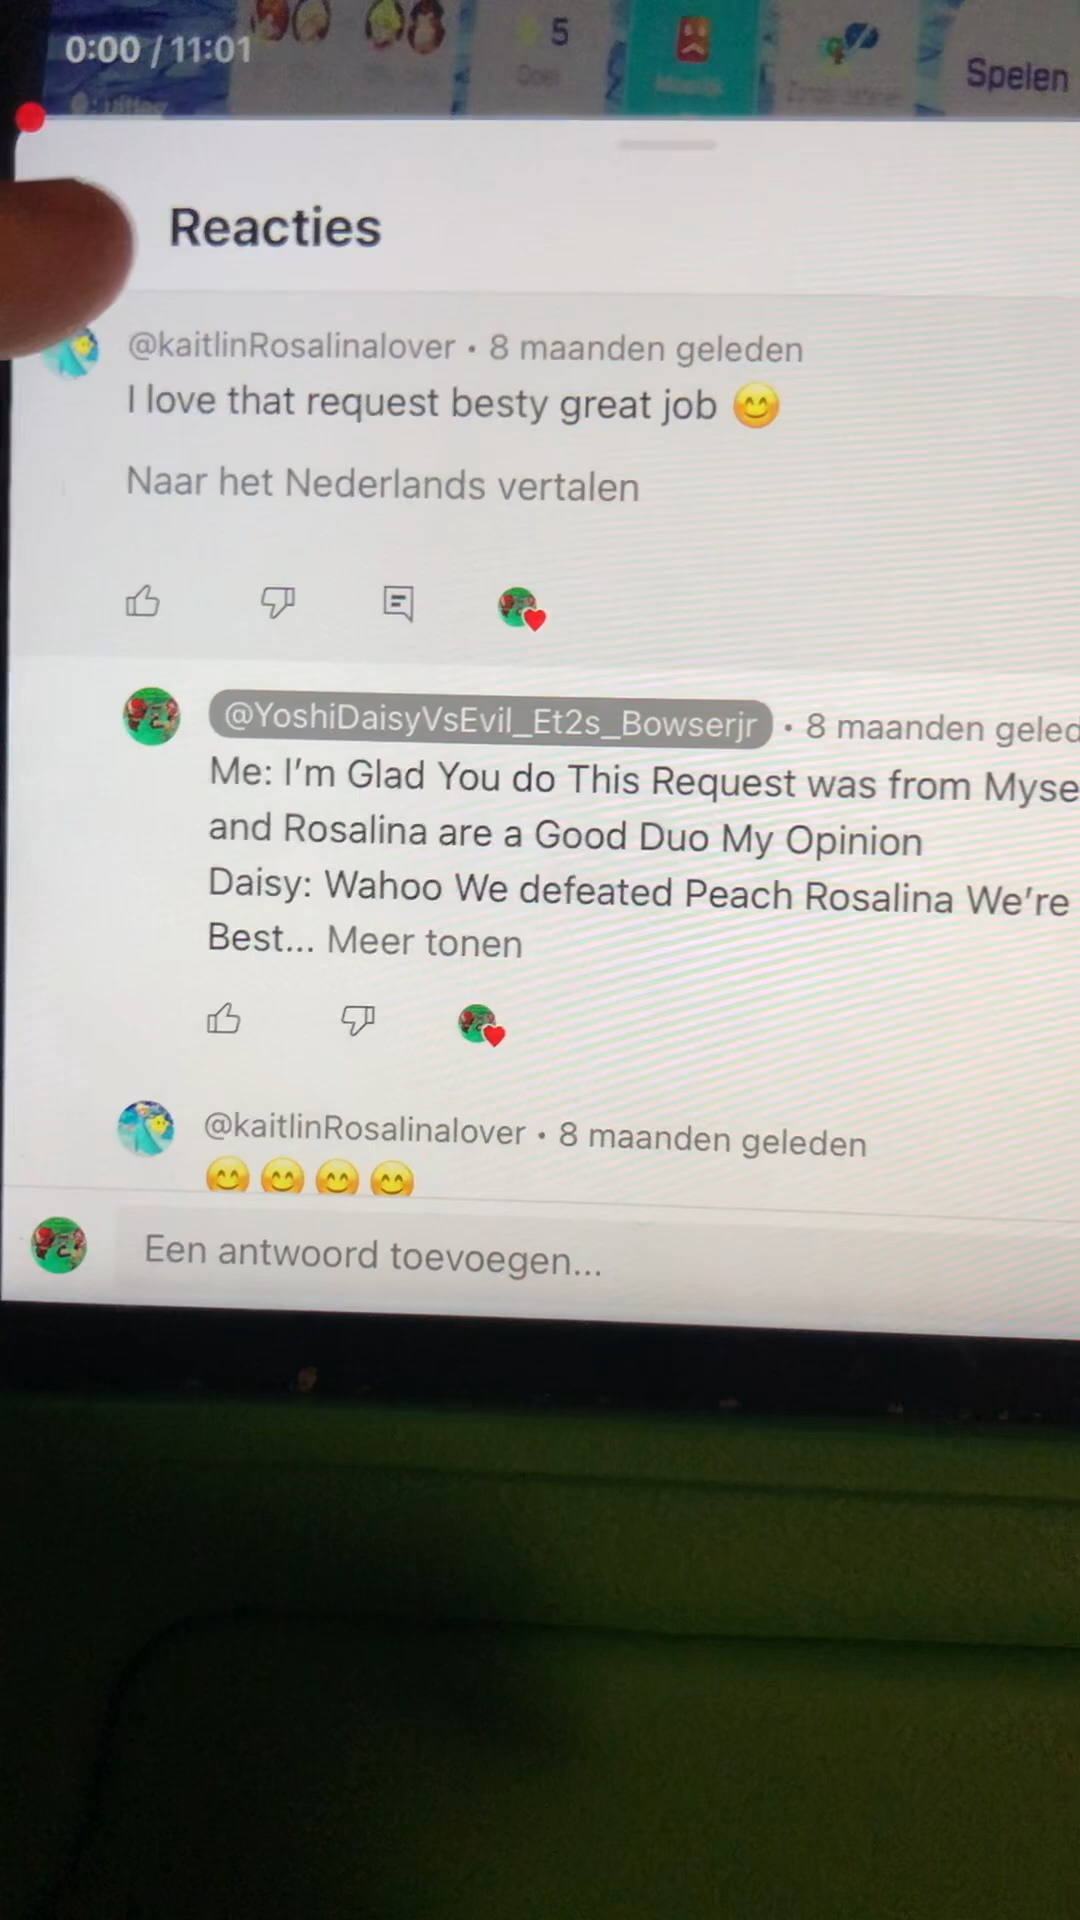 0:00 / 11:01
5
Spelen
Reacties
@kaitlinRosalinalover • 8 maanden geleden
I love that request besty great job 😊
Naar het Nederlands vertalen
@YoshiDaisyVsEvil_Et2s_Bowserjr • 8 maanden geled
Me: I'm Glad You do This Request was from Myse
and Rosalina are a Good Duo My Opinion
Daisy: Wahoo We defeated Peach Rosalina We're
Best... Meer tonen
@kaitlinRosalinalover • 8 maanden geleden
😊😊😊😊
Een antwoord toevoegen...